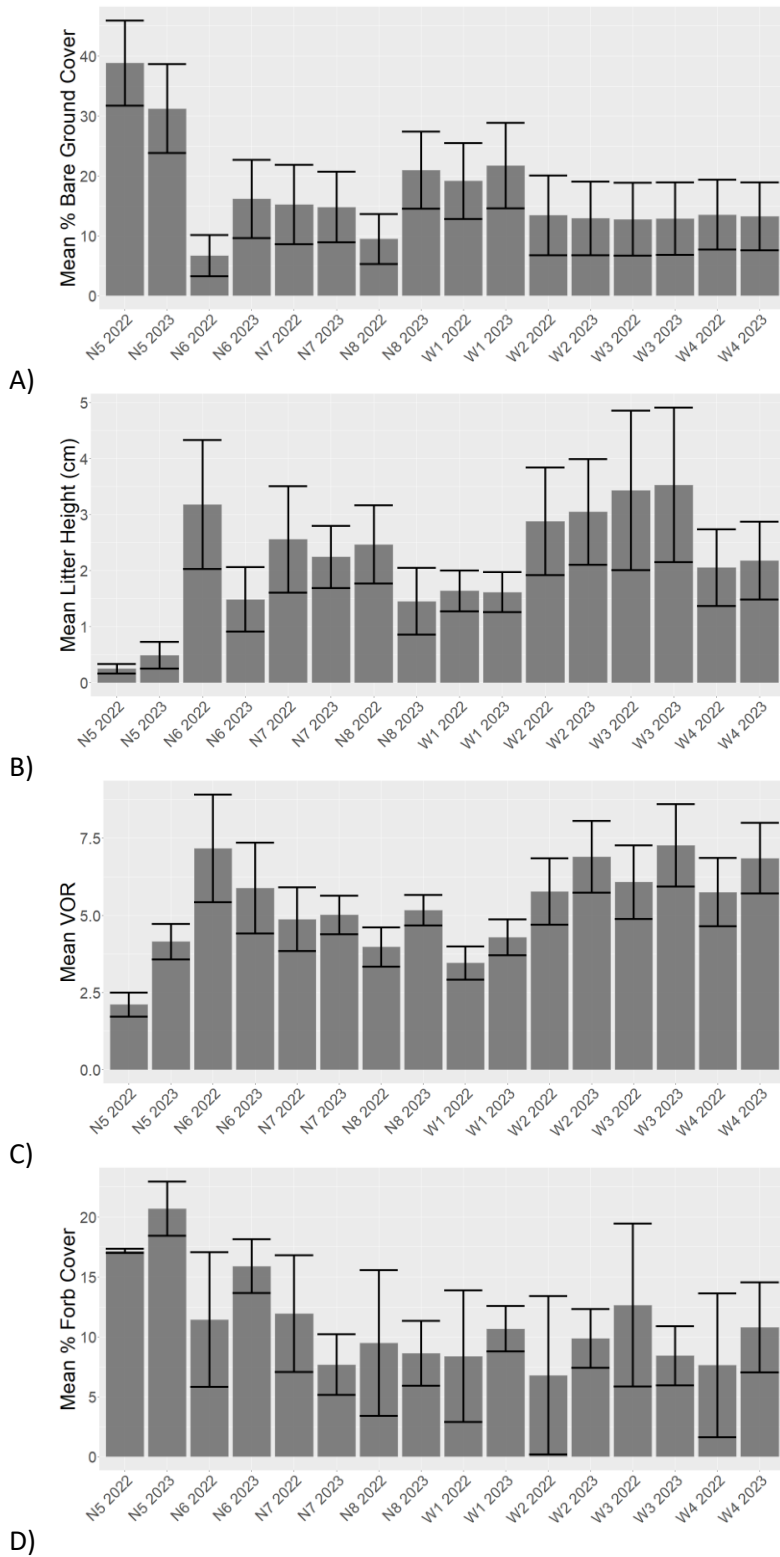 Mean % Bare Ground Cover
40
30
20
10
0
N5 2022
N5 2023
N6 2022
N6 2023
N7 2022
N7 2023
N8 2022
N8 2023
W1 2022
W1 2023
W2 2022
W2 2023
W3 2022
W3 2023
W4 2022
W4 2023
A)
Mean Litter Height (cm)
5
4
3
2
1
0
N5 2022
N5 2023
N6 2022
N6 2023
N7 2022
N7 2023
N8 2022
N8 2023
W1 2022
W1 2023
W2 2022
W2 2023
W3 2022
W3 2023
W4 2022
W4 2023
B)
Mean VOR
7.5
5.0
2.5
0.0
N5 2022
N5 2023
N6 2022
N6 2023
N7 2022
N7 2023
N8 2022
N8 2023
W1 2022
W1 2023
W2 2022
W2 2023
W3 2022
W3 2023
W4 2022
W4 2023
C)
Mean % Forb Cover
20
15
10
5
0
N5 2022
N5 2023
N6 2022
N6 2023
N7 2022
N7 2023
N8 2022
N8 2023
W1 2022
W1 2023
W2 2022
W2 2023
W3 2022
W3 2023
W4 2022
W4 2023
D)